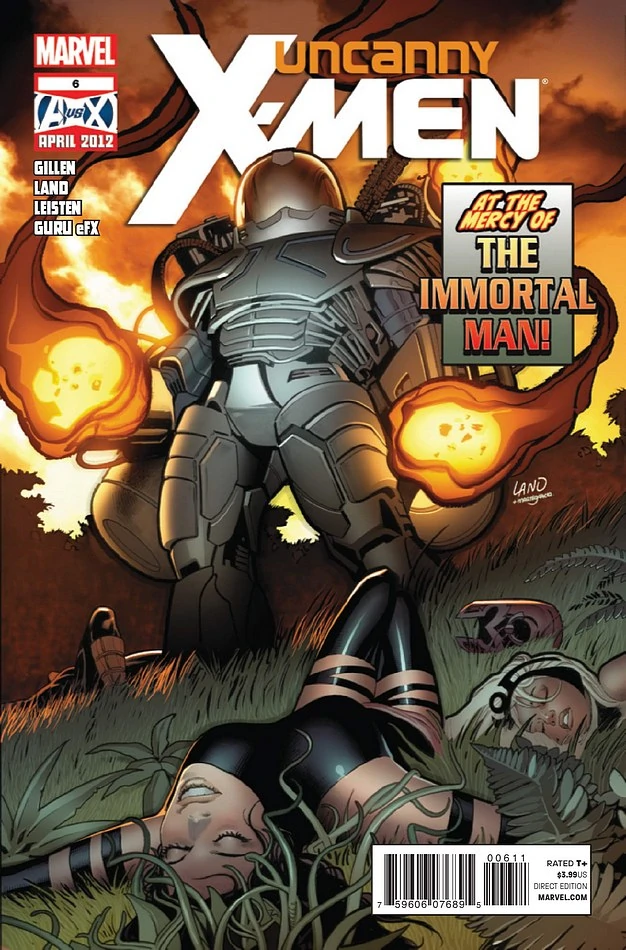 MARVEL
6
AVSX
APRIL 2012
GILLEN
LAND
LEISTEN
GURU eFX
UNCANNY
X-MEN
®
AT THE
MERCY OF
THE
IMMORTAL
MAN!
LAND
00611
7 59606 07689 5
RATED T+
$3.99US
DIRECT EDITION
MARVEL.COM